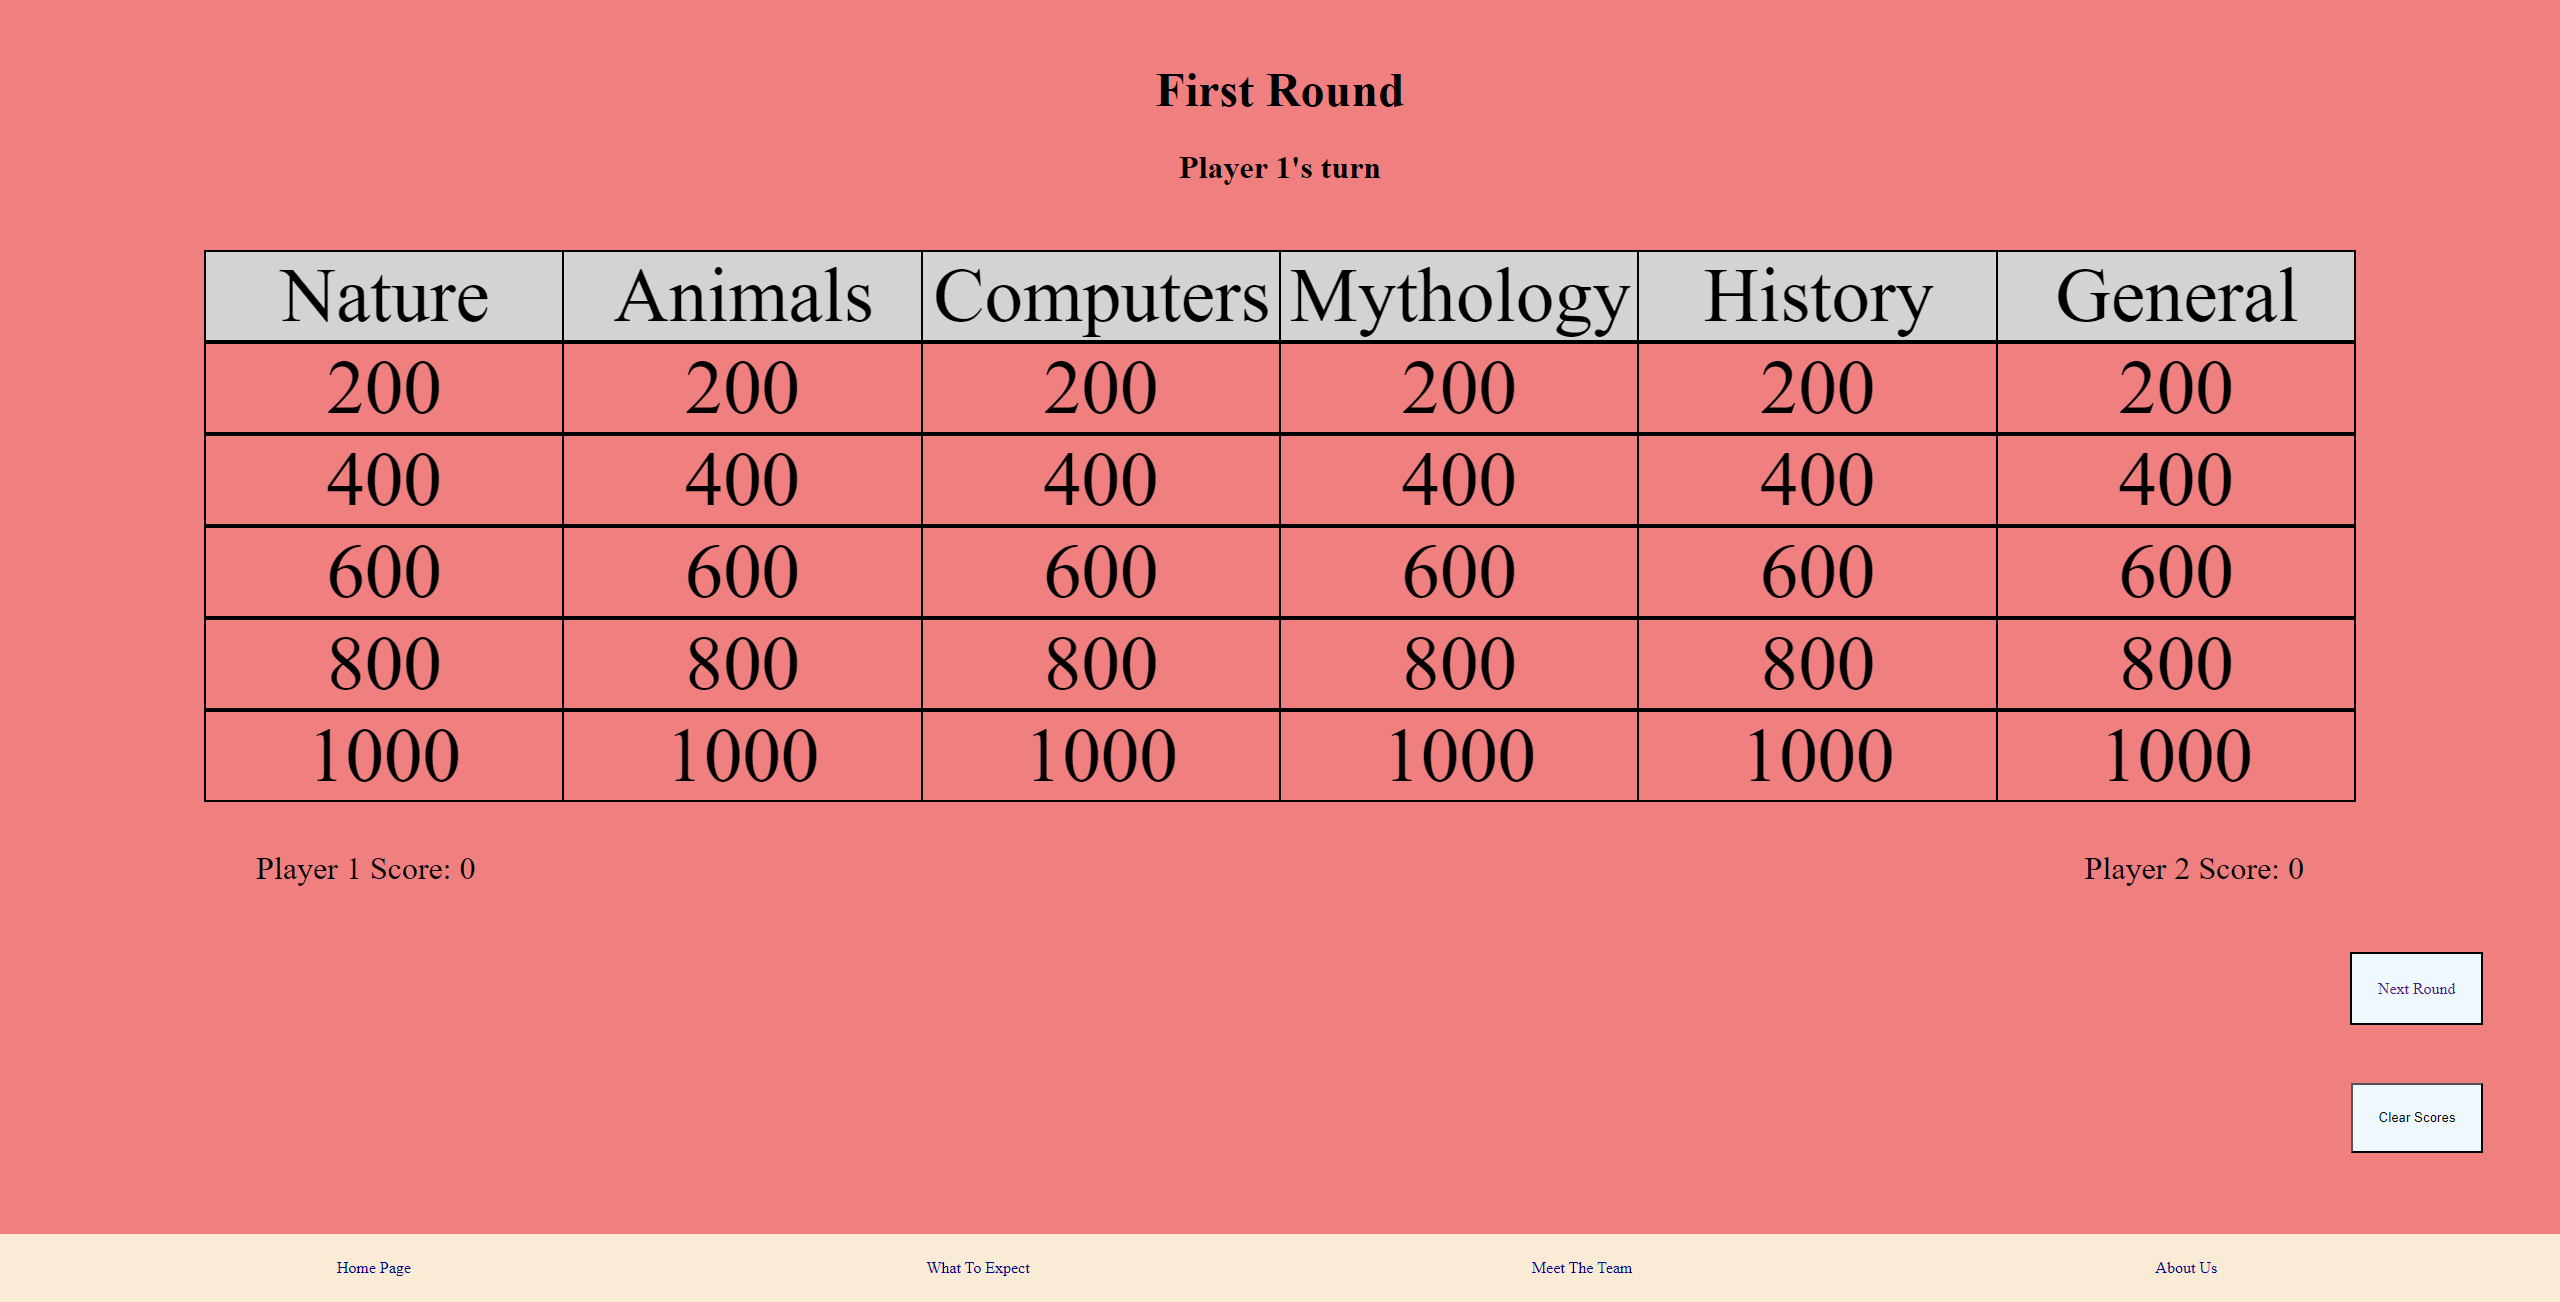 First Round
Player 1's turn
Nature Animals Computers Mythology History General
200 200 200 200 200 200
400 400 400 400 400 400
600 600 600 600 600 600
800 800 800 800 800 800
1000 1000 1000 1000 1000 1000
Player 1 Score: 0 Player 2 Score: 0
Next Round
Clear Scores
Home Page What To Expect Meet The Team About Us